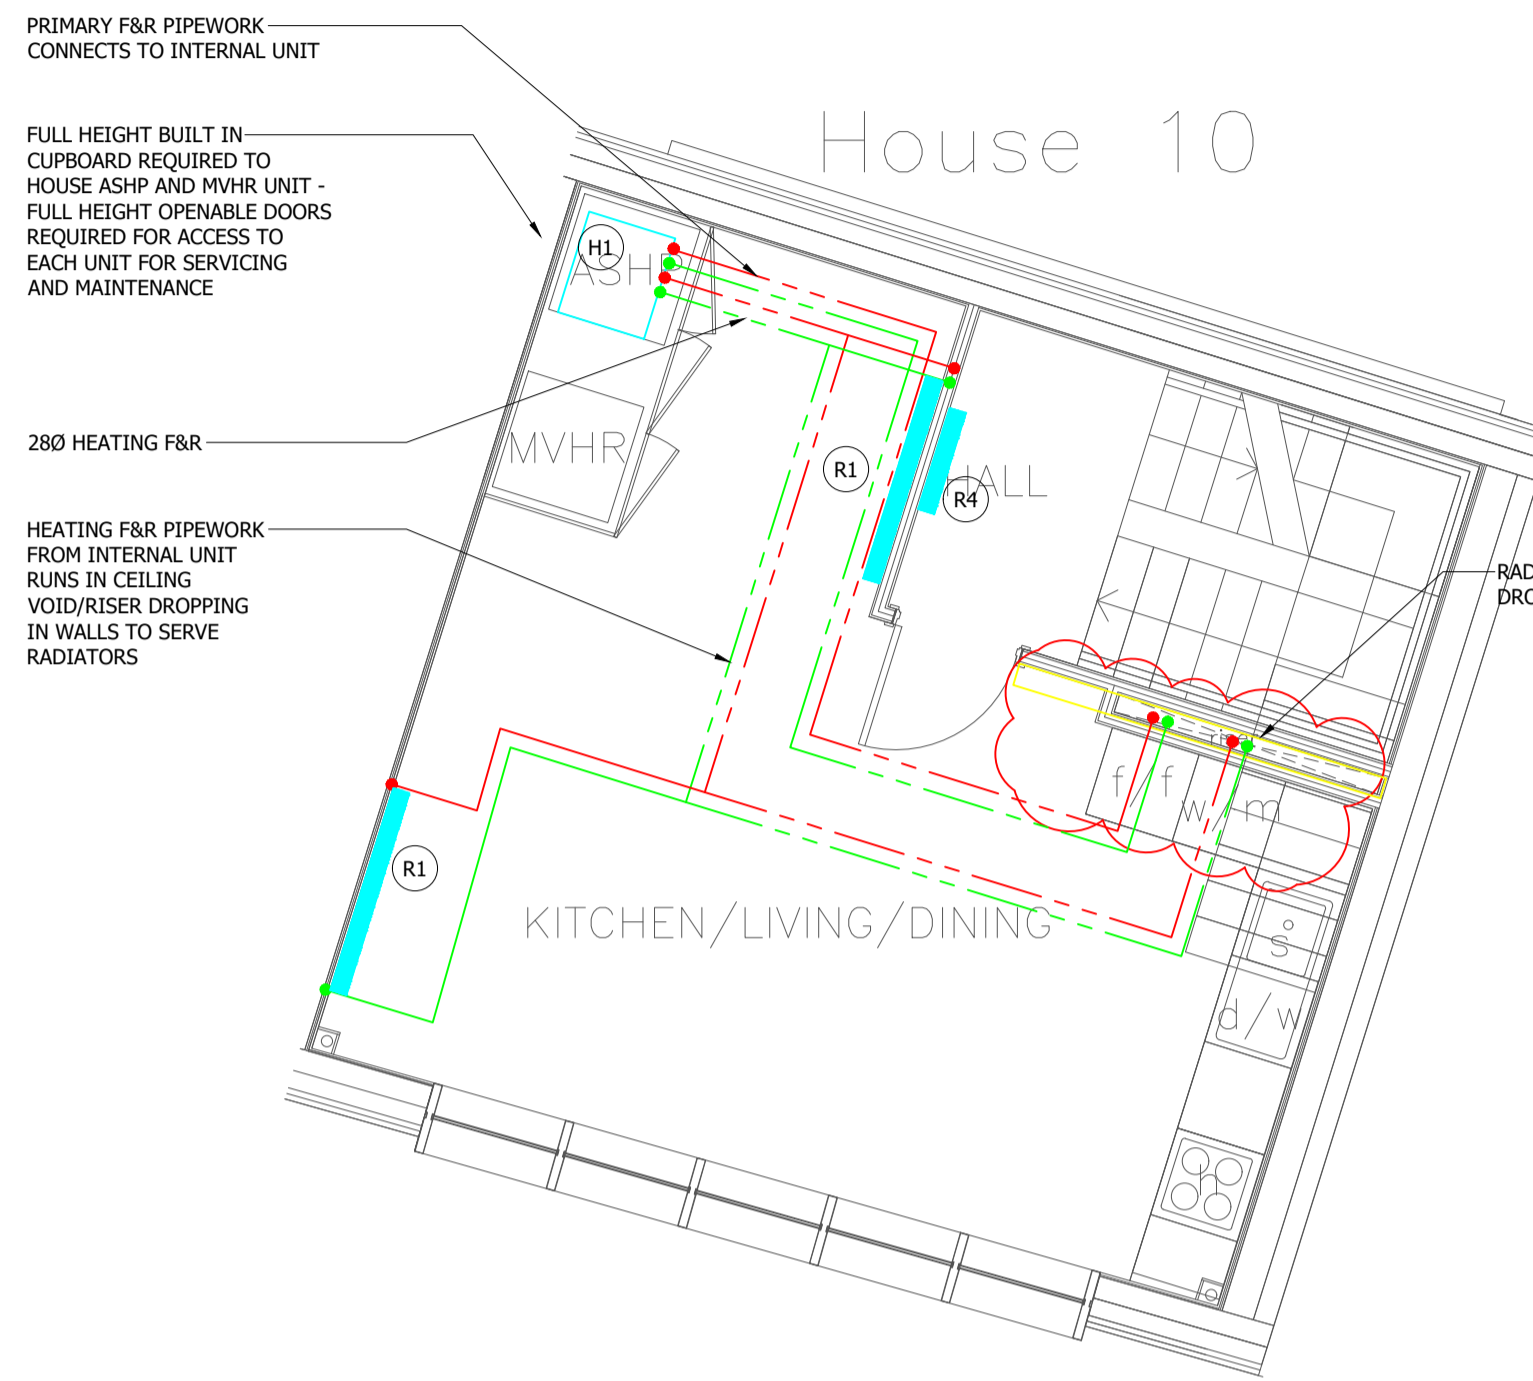 PRIMARY F&R PIPEWORK
CONNECTS TO INTERNAL UNIT
House 10
FULL HEIGHT BUILT IN
CUPBOARD REQUIRED TO
HOUSE ASHP AND MVHR UNIT -
FULL HEIGHT OPENABLE DOORS
REQUIRED FOR ACCESS TO
EACH UNIT FOR SERVICING
AND MAINTENANCE
H1
ASHP
28Ø HEATING F&R
MVHR
R1
HALL
R4
HEATING F&R PIPEWORK
FROM INTERNAL UNIT
RUNS IN CEILING
VOID/RISER DROPPING
IN WALLS TO SERVE
RADIATORS
RAD
DRO
f/f
w/m
R1
KITCHEN/LIVING/DINING
s
d/w
h